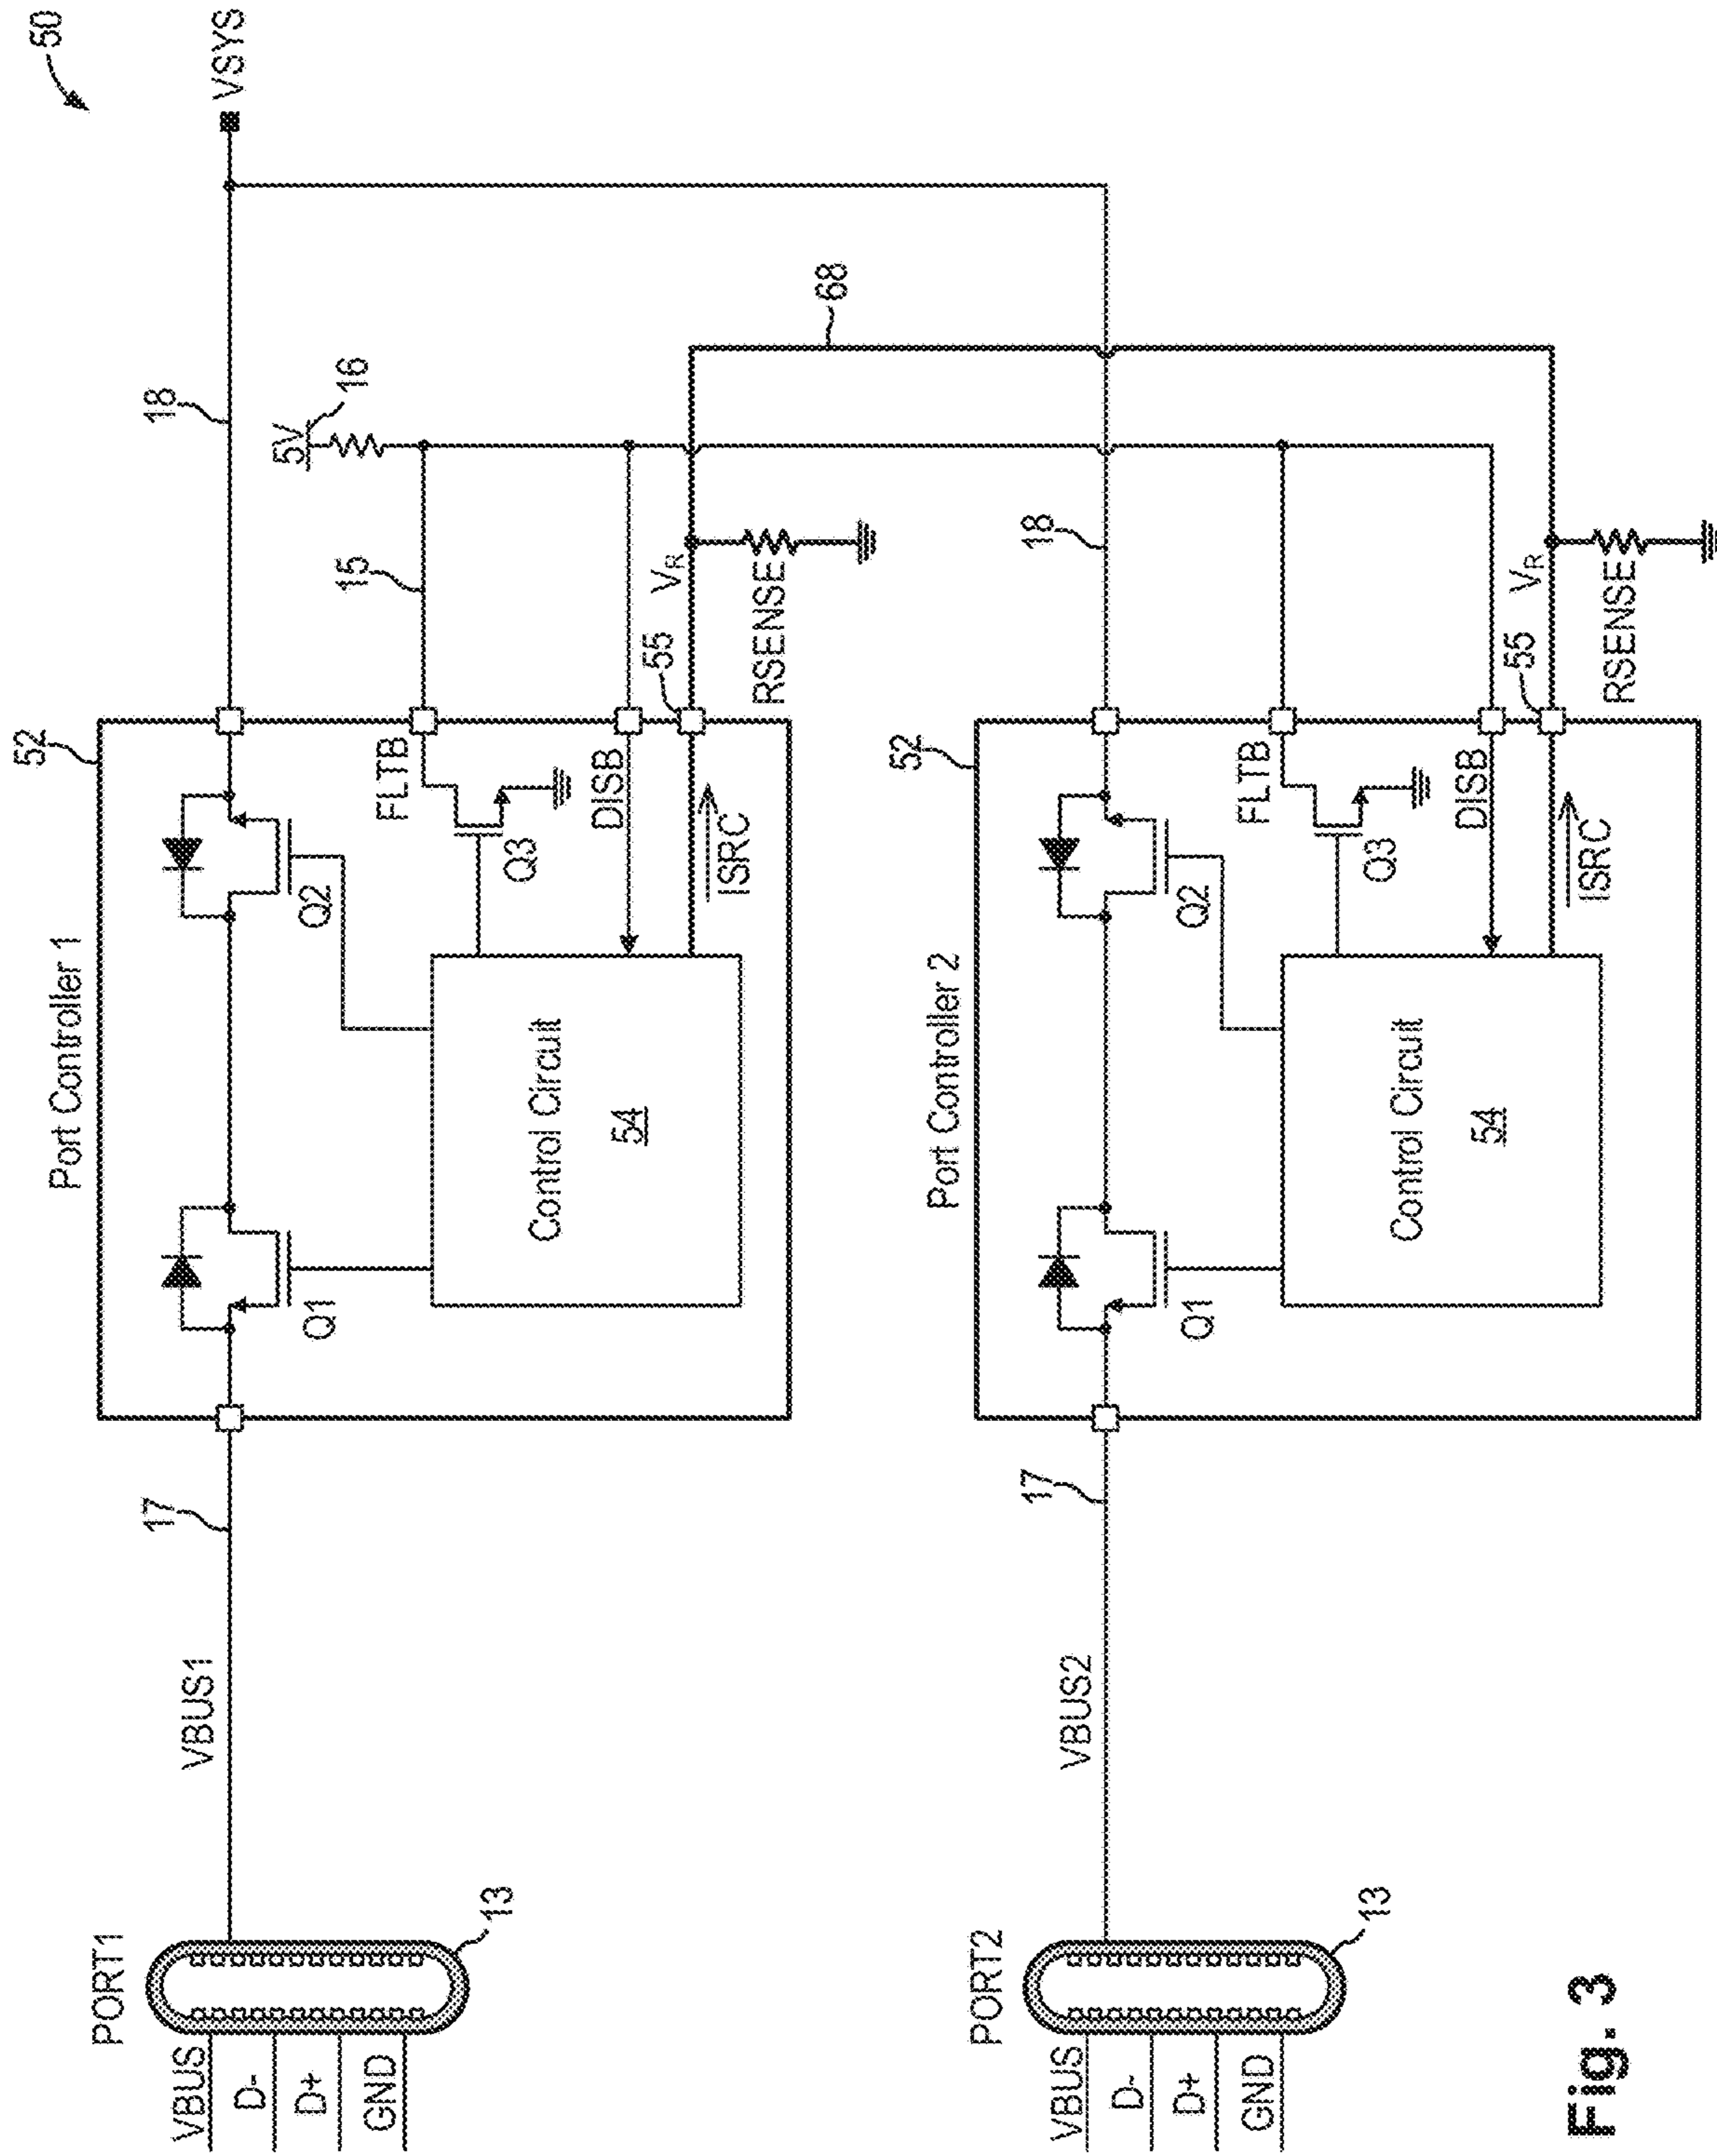 50
VSYS
18
5V
16
15
68
Port Controller 1
52
Q1
Q2
FLTB
Q3
DISB
55
VR
RSENSE
ISRC
Control Circuit
54
PORT1
VBUS
D-
D+
GND
13
VBUS1
17
Port Controller 2
52
18
Q1
Q2
FLTB
Q3
DISB
55
VR
RSENSE
ISRC
Control Circuit
54
PORT2
VBUS
D-
D+
GND
13
VBUS2
17
Fig. 3